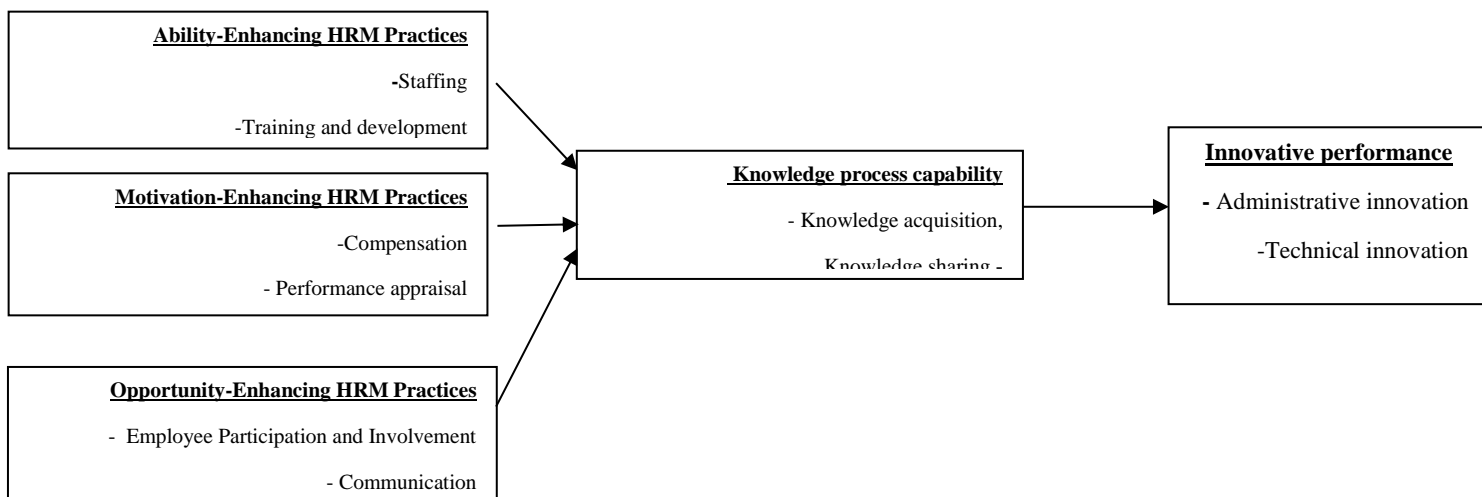 Ability-Enhancing HRM Practices
-Staffing
-Training and development
Motivation-Enhancing HRM Practices
-Compensation
- Performance appraisal
Opportunity-Enhancing HRM Practices
- Employee Participation and Involvement
- Communication
Knowledge process capability
- Knowledge acquisition,
Knowledge sharing -
Innovative performance
- Administrative innovation
-Technical innovation